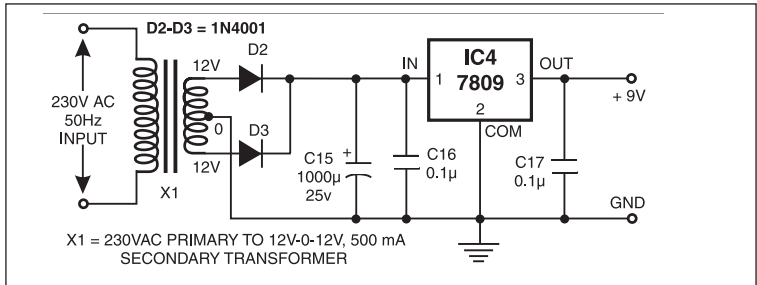 D2-D3 = 1N4001
D2
12V
IN
IC4
7809
1
3
OUT
2
COM
+ 9V
230V AC
50Hz
INPUT
0
D3
12V
X1
C15
+
1000µ
25v
C16
0.1µ
C17
0.1µ
GND
X1 = 230VAC PRIMARY TO 12V-0-12V, 500 mA
SECONDARY TRANSFORMER